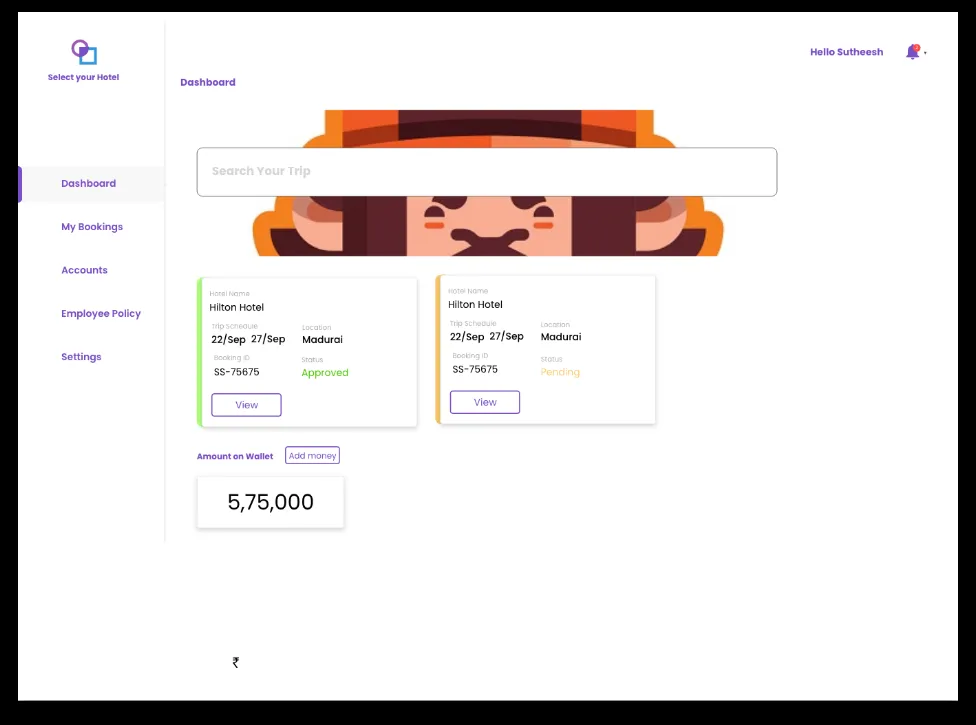 Hello Sutheesh
Select your Hotel
Dashboard
Search Your Trip
Dashboard
My Bookings
Accounts
Employee Policy
Settings
Hotel Name
Hilton Hotel
Trip Schedule Location
22/Sep 27/Sep Madurai
Booking ID Status
SS-75675 Approved
View
Hotel Name
Hilton Hotel
Trip Schedule Location
22/Sep 27/Sep Madurai
Booking ID Status
SS-75675 Pending
View
Amount on Wallet Add money
5,75,000
₹